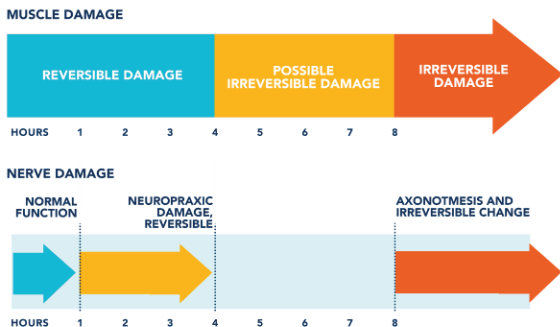 MUSCLE DAMAGE
REVERSIBLE DAMAGE
POSSIBLE
IRREVERSIBLE DAMAGE
IRREVERSIBLE
DAMAGE
HOURS 1 2 3 4 5 6 7 8
NERVE DAMAGE
NORMAL
FUNCTION
NEUROPRAXIC
DAMAGE,
REVERSIBLE
AXONOTMESIS AND
IRREVERSIBLE CHANGE
HOURS 1 2 3 4 5 6 7 8